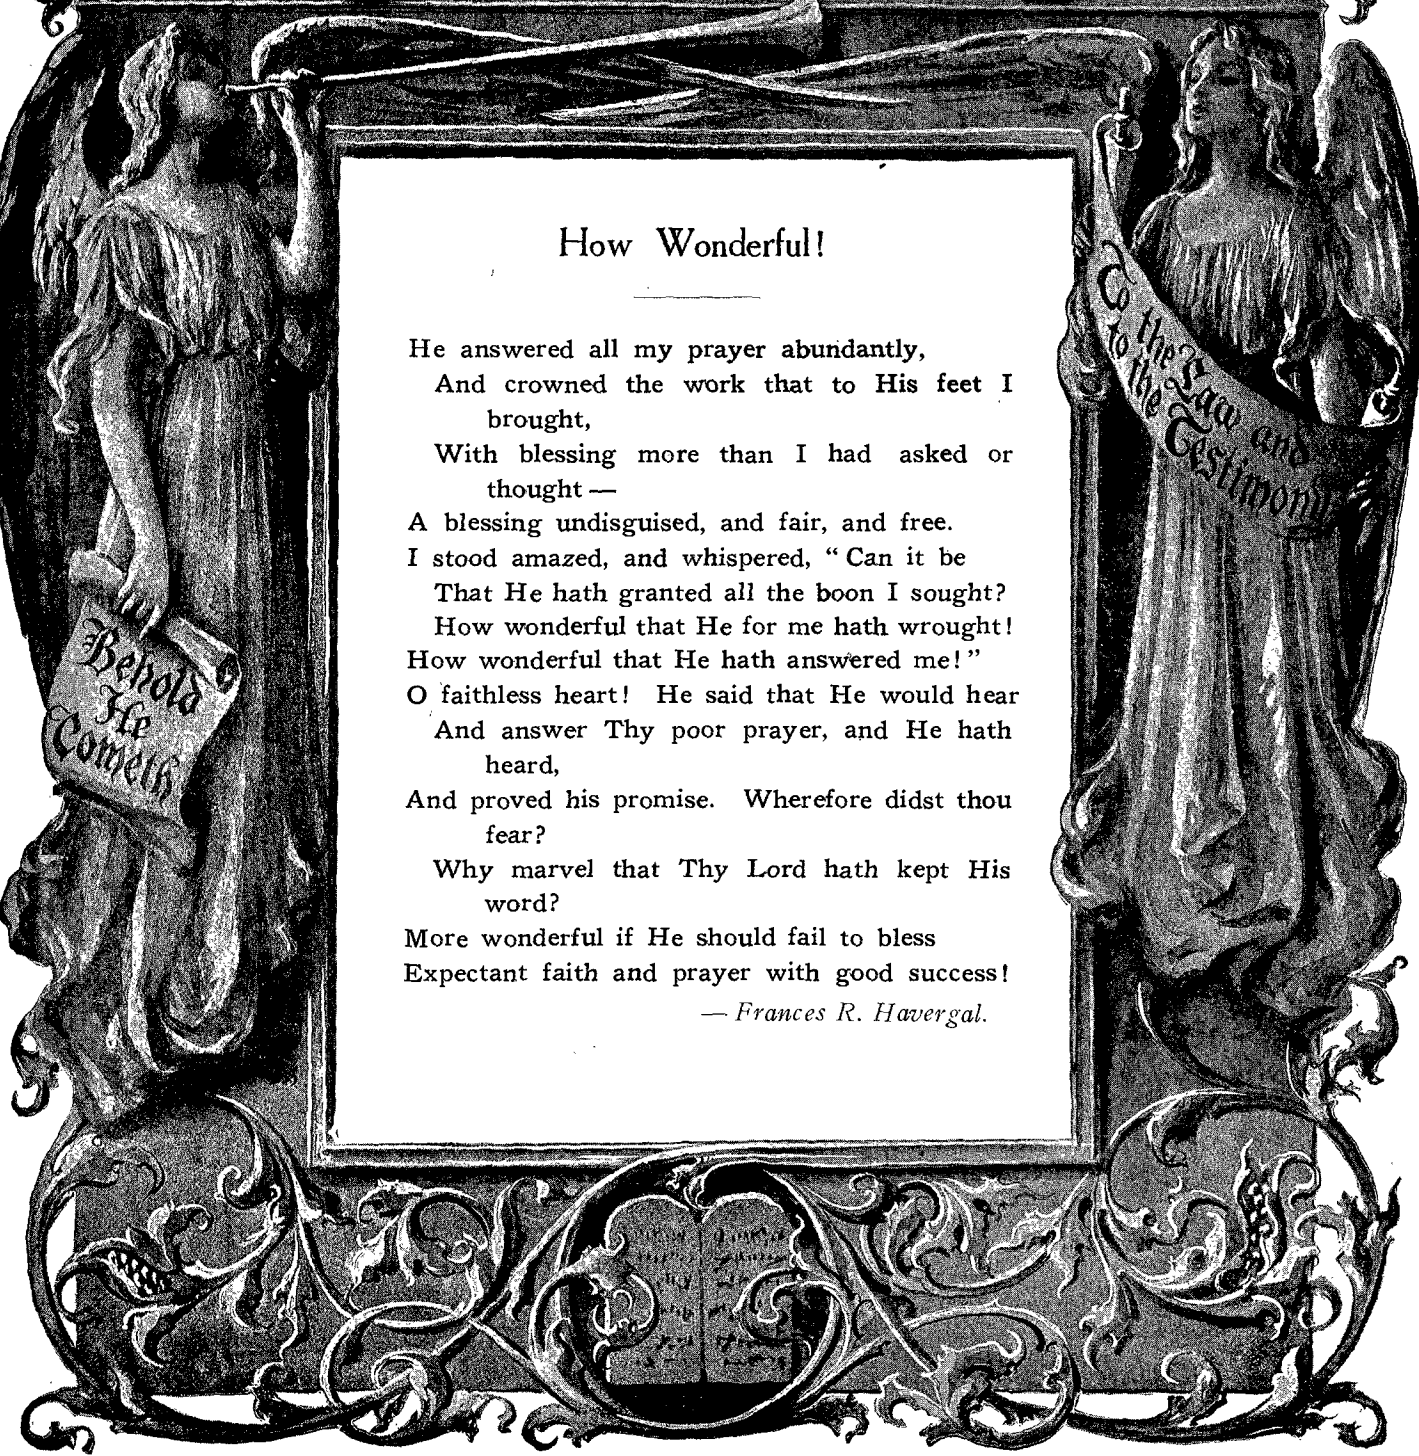 How Wonderful!
He answered all my prayer abundantly,
And crowned the work that to His feet I
brought,
With blessing more than I had asked or
thought —
A blessing undisguised, and fair, and free.
I stood amazed, and whispered, “ Can it be
That He hath granted all the boon I sought?
How wonderful that He for me hath wrought!
How wonderful that He hath answered me! ”
O faithless heart! He said that He would hear
And answer Thy poor prayer, and He hath
heard,
And proved his promise. Wherefore didst thou
fear?
Why marvel that Thy Lord hath kept His
word?
More wonderful if He should fail to bless
Expectant faith and prayer with good success!
— Frances R. Havergal.
Behold
He
Cometh
To the Law and
to the Testimony